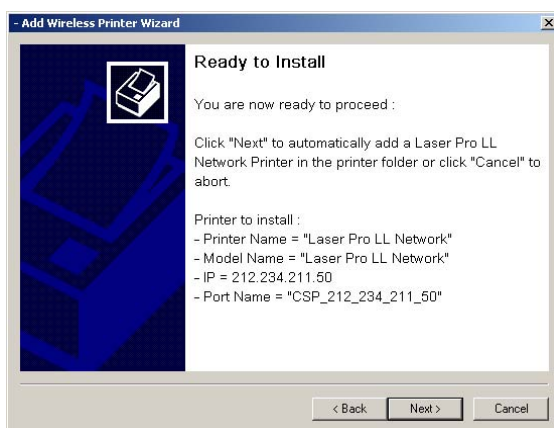 - Add Wireless Printer Wizard
Ready to Install
You are now ready to proceed :
Click "Next" to automatically add a Laser Pro LL
Network Printer in the printer folder or click "Cancel" to
abort.
Printer to install :
- Printer Name = "Laser Pro LL Network"
- Model Name = "Laser Pro LL Network"
- IP = 212.234.211.50
- Port Name = "CSP_212_234_211_50"
< Back
Next >
Cancel